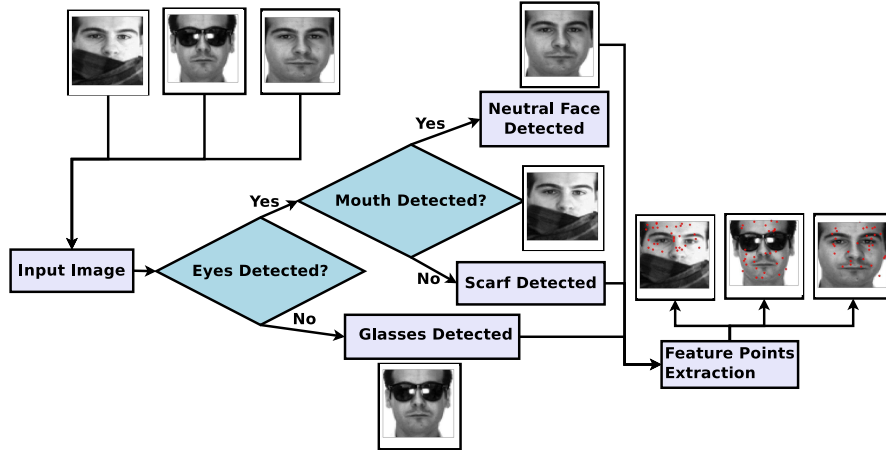 Yes
Neutral Face
Detected
Yes
Mouth Detected?
Input Image
Eyes Detected?
No
Scarf Detected
No
Glasses Detected
Feature Points
Extraction